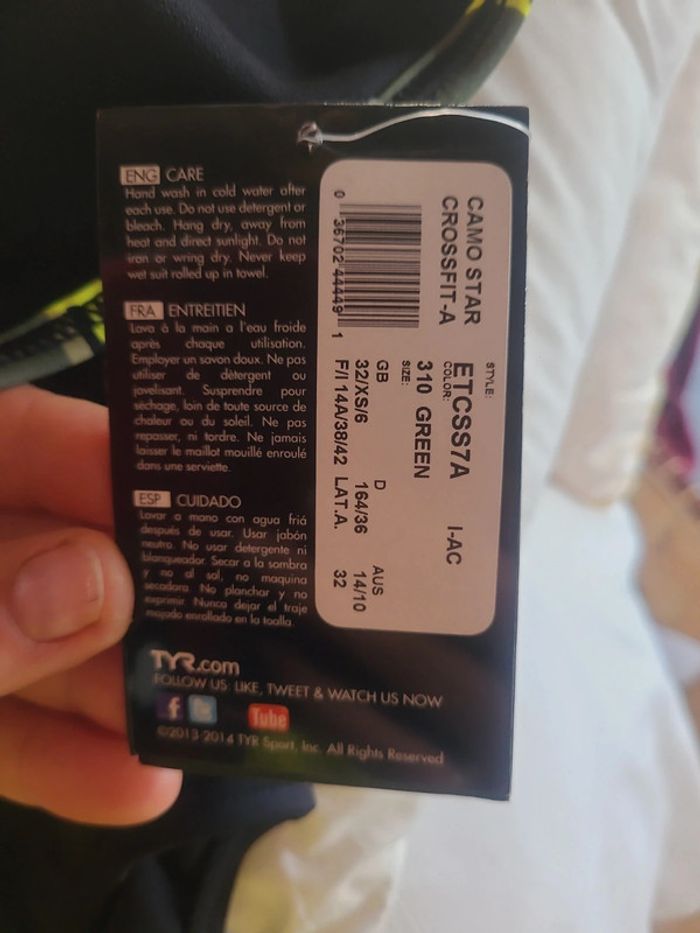 ENG CARE
Hand wash in cold water after
each use. Do not use detergent or
bleach. Hang dry, away from
heat and direct sunlight. Do not
iron or wring dry. Never keep
wet suit rolled up in towel.
FRA ENTREITIEN
Lava à la main a l'eau froide
après chaque utilisation.
Employer un savon doux. Ne pas
utiliser de dètergent ou
javelisant. Suspendre pour
séchage, loin de toute source de
chaleur ou du soleil. Ne pas
repasser, ni tordre. Ne jamais
laisser le maillot mouillé enroulé
dans une serviette.
ESP CUIDADO
Lavar a mano con agua friá
después de usar. Usar jabón
neutro. No usar detergente ni
blanqueador. Secar a la sombra
y no al sol, no maquina
secadora. No planchar y no
exprimir. Nunca dejar el traje
mojado enrollado en la toalla.
CAMO STAR
CROSSFIT-A
0 36702 44449 1
STYLE:
ETCSS7A I-AC
COLOR:
310 GREEN
SIZE:
GB D AUS
32/XS/6 164/36 14/10
F/I 14A/38/42 LAT.A. 32
TYR.com
FOLLOW US: LIKE, TWEET & WATCH US NOW
f t Tube
©2013-2014 TYR Sport, Inc. All Rights Reserved